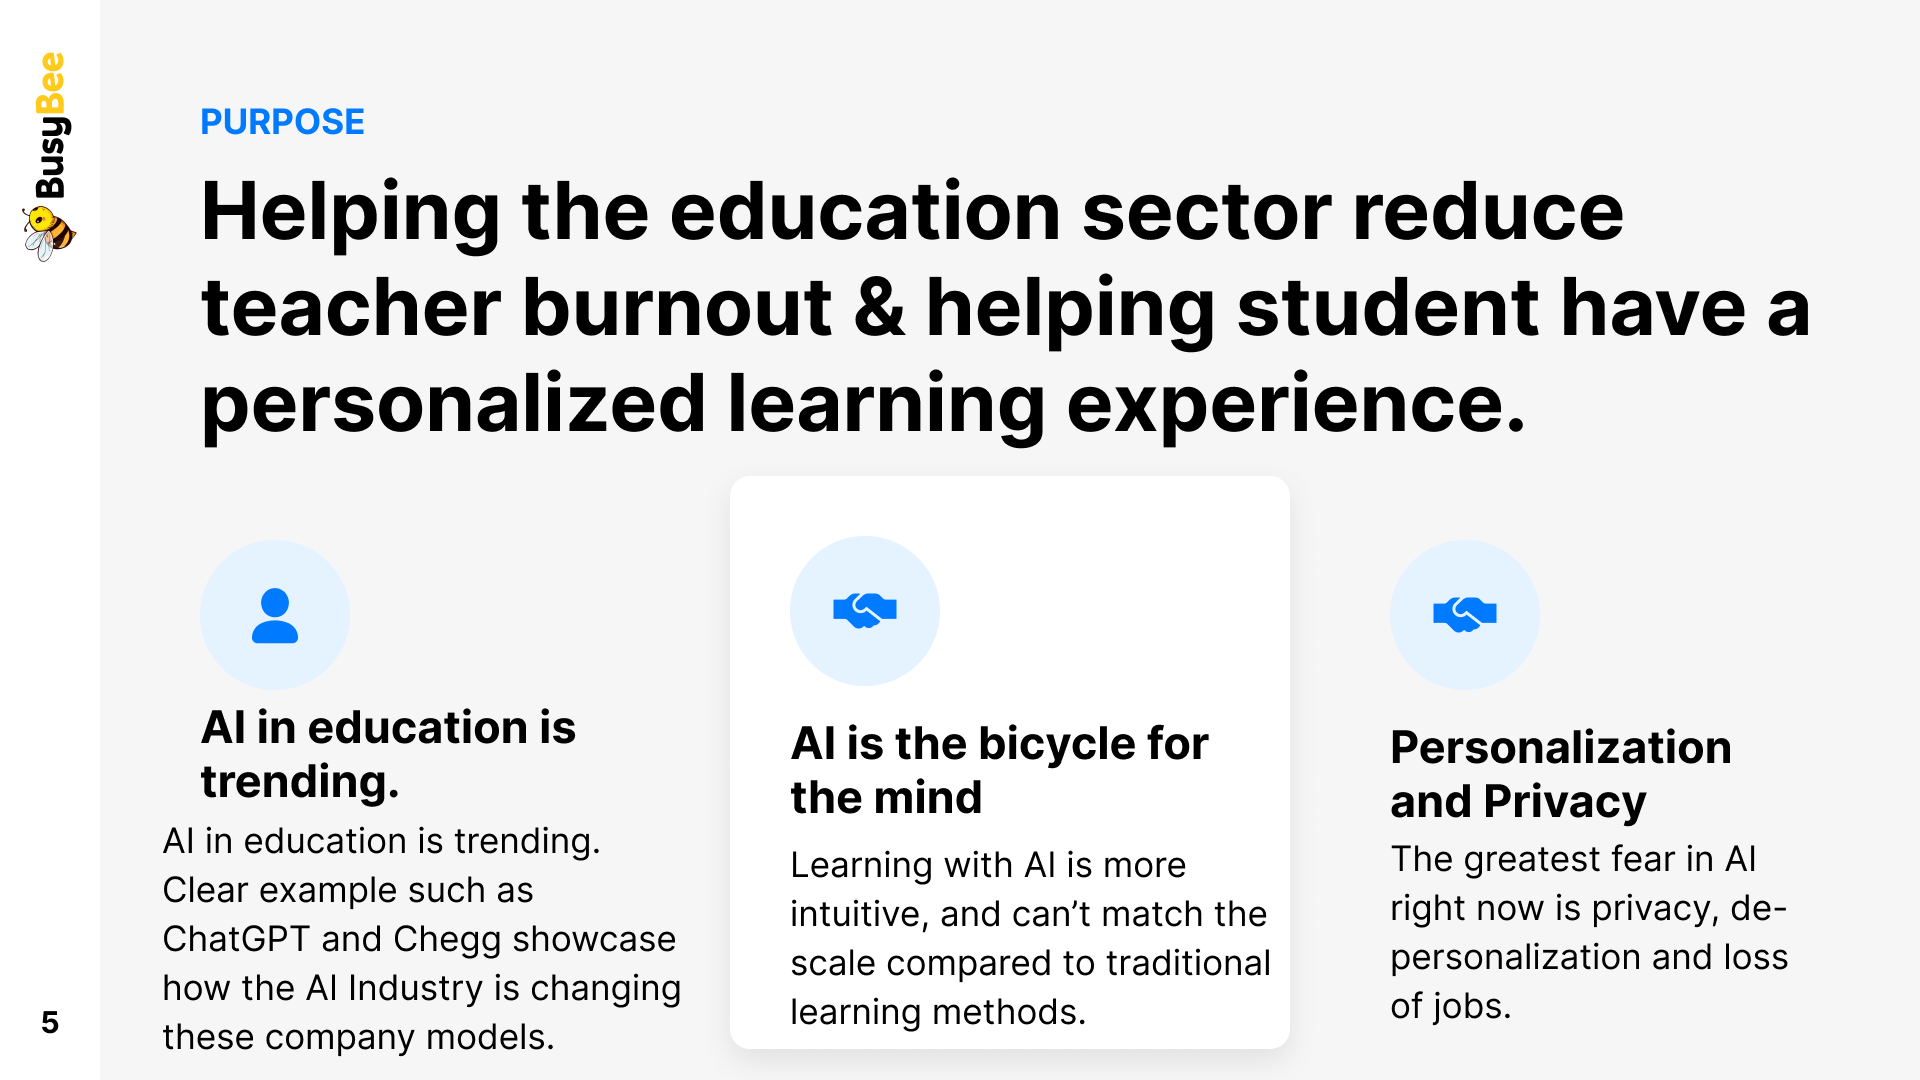 BusyBee
PURPOSE
Helping the education sector reduce
teacher burnout & helping student have a
personalized learning experience.
AI in education is
trending.
AI in education is trending.
Clear example such as
ChatGPT and Chegg showcase
how the AI Industry is changing
these company models.
AI is the bicycle for
the mind
Learning with AI is more
intuitive, and can’t match the
scale compared to traditional
learning methods.
Personalization
and Privacy
The greatest fear in AI
right now is privacy, de-
personalization and loss
of jobs.
5